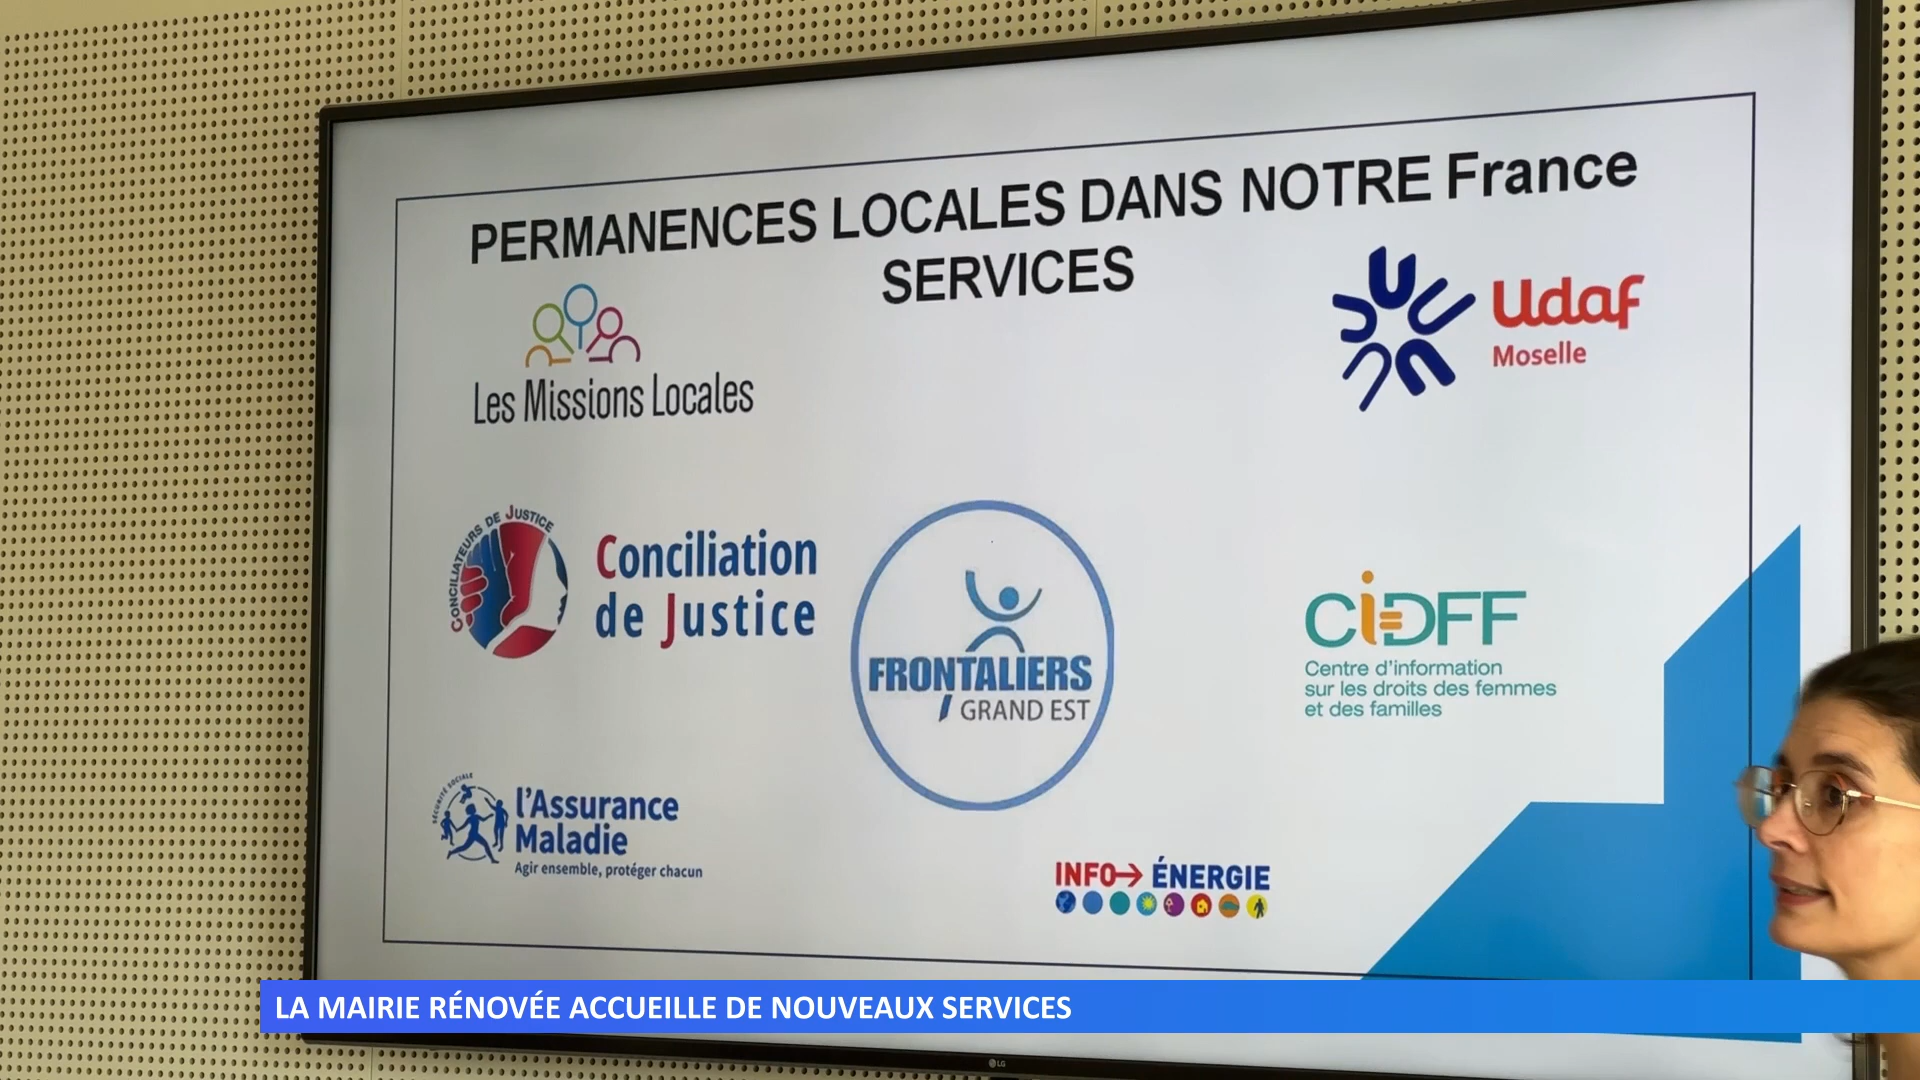 PERMANENCES LOCALES DANS NOTRE France
SERVICES
Les Missions Locales
Udaf
Moselle
CONCILIATEURS DE JUSTICE
Conciliation
de Justice
FRONTALIERS
GRAND EST
CiDFF
Centre d'information
sur les droits des femmes
et des familles
SÉCURITÉ SOCIALE
l'Assurance
Maladie
Agir ensemble, protéger chacun
INFO→ ÉNERGIE
LA MAIRIE RÉNOVÉE ACCUEILLE DE NOUVEAUX SERVICES
LG